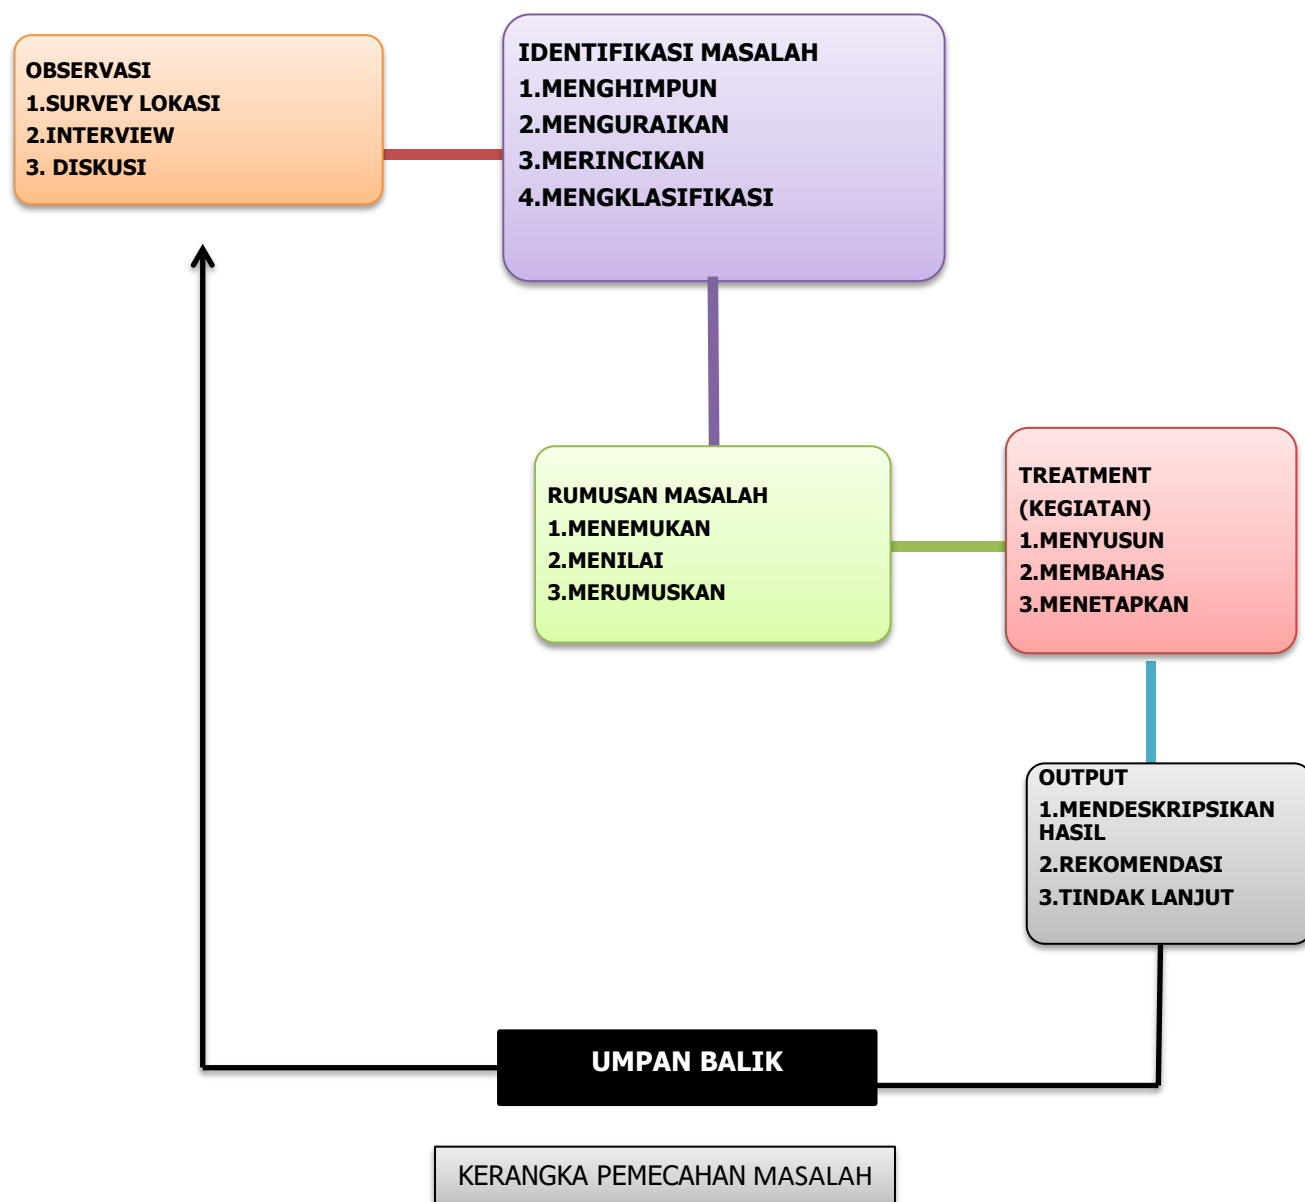 OBSERVASI
1.SURVEY LOKASI
2.INTERVIEW
3. DISKUSI
IDENTIFIKASI MASALAH
1.MENGHIMPUN
2.MENGURAIKAN
3.MERINCIKAN
4.MENGKLASIFIKASI
RUMUSAN MASALAH
1.MENEMUKAN
2.MENILAI
3.MERUMUSKAN
TREATMENT
(KEGIATAN)
1.MENYUSUN
2.MEMBAHAS
3.MENETAPKAN
OUTPUT
1.MENDESKRIPSIKAN
HASIL
2.REKOMENDASI
3.TINDAK LANJUT
UMPAN BALIK
KERANGKA PEMECAHAN MASALAH